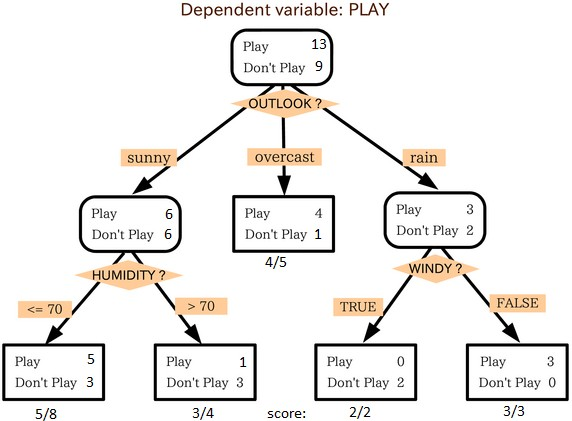 Dependent variable: PLAY
Play 13
Don't Play 9
OUTLOOK ?
sunny
overcast
rain
Play 6
Don't Play 6
Play 4
Don't Play 1
4/5
Play 3
Don't Play 2
HUMIDITY ?
WINDY ?
<= 70
> 70
TRUE
FALSE
Play 5
Don't Play 3
Play 1
Don't Play 3
Play 0
Don't Play 2
Play 3
Don't Play 0
5/8
3/4
score:
2/2
3/3